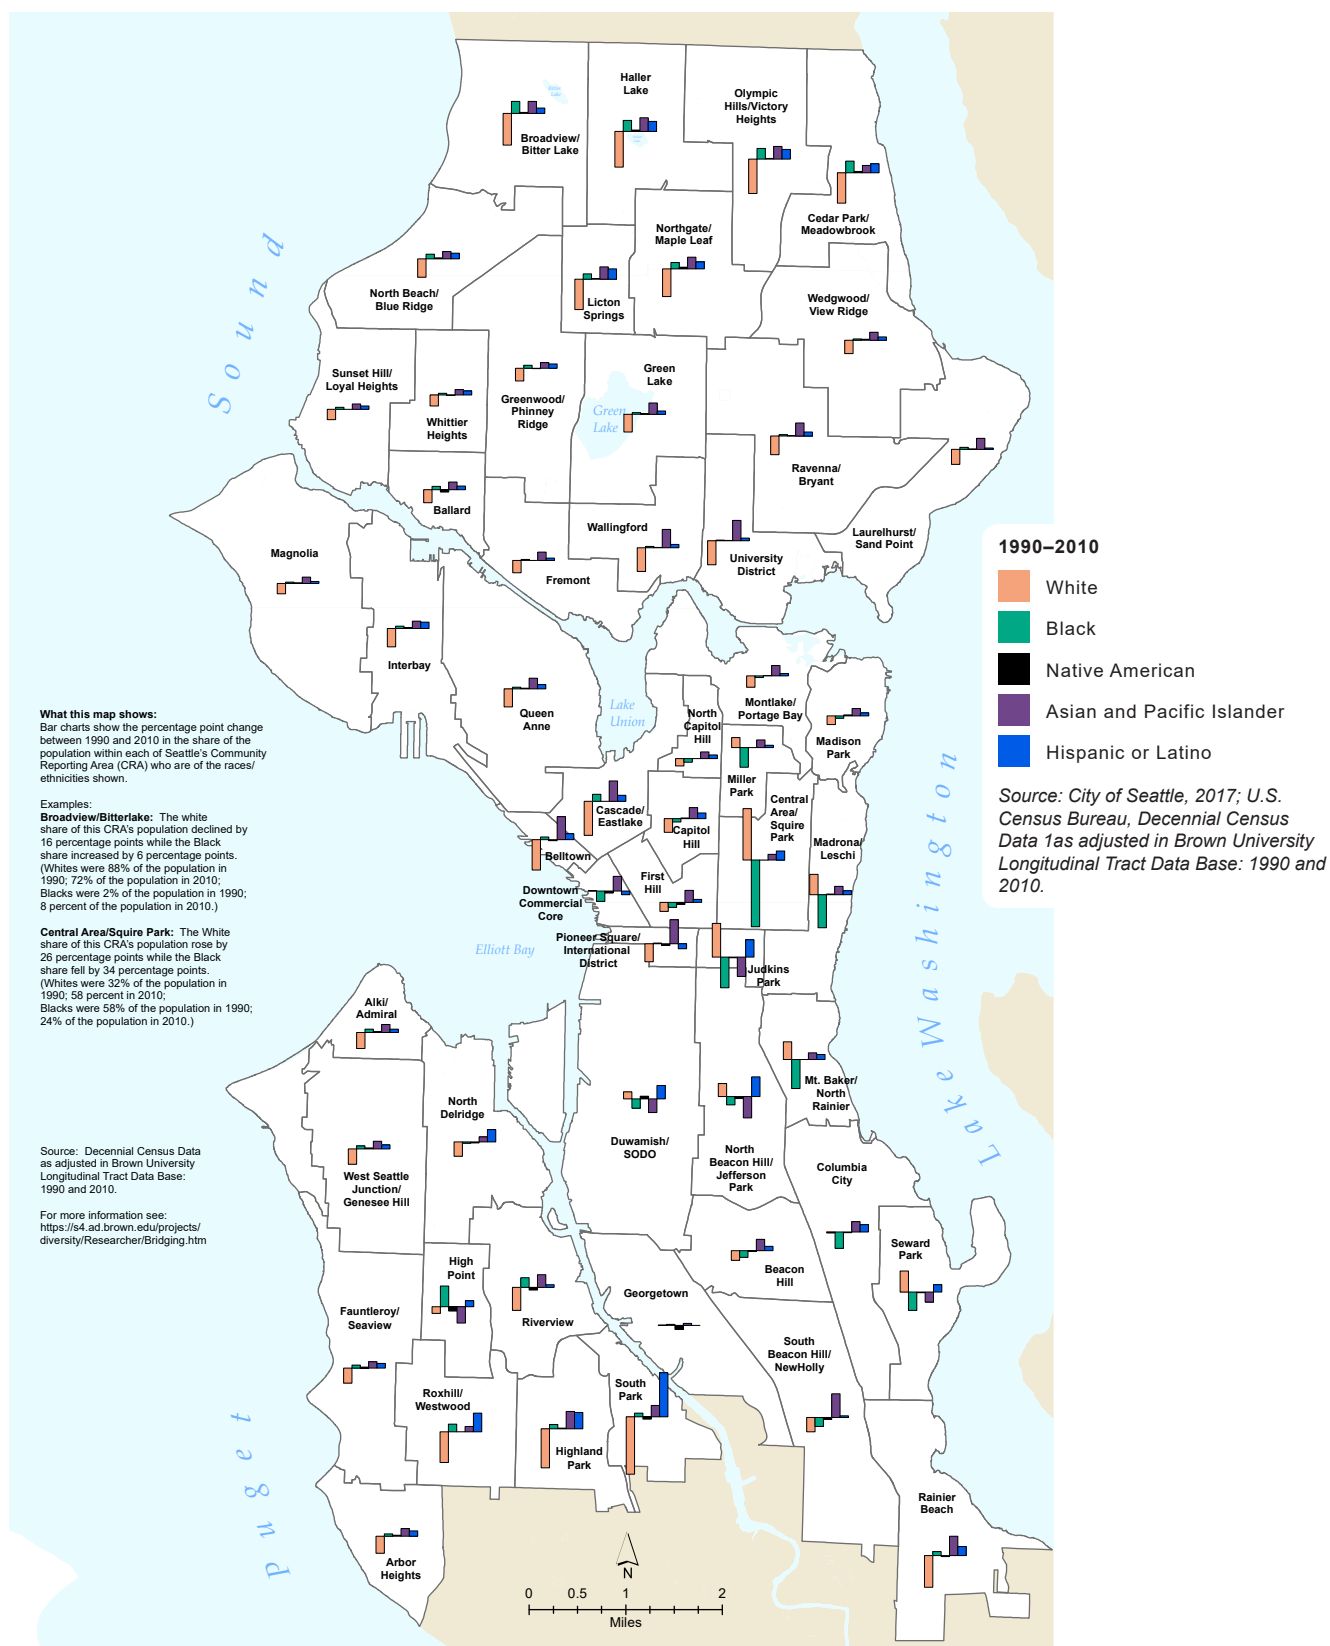 Bitter
Lake
Haller
Lake
Olympic
Hills/Victory
Heights
Broadview/
Bitter Lake
Cedar Park/
Meadowbrook
Northgate/
Maple Leaf
North Beach/
Blue Ridge
Licton
Springs
Wedgwood/
View Ridge
Sunset Hill/
Loyal Heights
Whittier
Heights
Greenwood/
Phinney
Ridge
Green
Lake
Green
Lake
Ravenna/
Bryant
Ballard
Wallingford
Laurelhurst/
Sand Point
University
District
Fremont
Magnolia
Interbay
Queen
Anne
Lake
Union
North
Capitol
Hill
Montlake/
Portage Bay
Madison
Park
Miller
Park
Cascade/
Eastlake
Capitol
Hill
Central
Area/
Squire
Park
Madrona/
Leschi
Belltown
First
Hill
Downtown
Commercial
Core
Pioneer Square/
International
District
Elliott Bay
Judkins
Park
Alki/
Admiral
North
Delridge
Mt. Baker/
North
Rainier
Duwamish/
SODO
North
Beacon Hill/
Jefferson
Park
Columbia
City
West Seattle
Junction/
Genesee Hill
High
Point
Riverview
Georgetown
Beacon
Hill
Seward
Park
Fauntleroy/
Seaview
South
Beacon Hill/
NewHolly
Roxhill/
Westwood
South
Park
Highland
Park
Rainier
Beach
Arbor
Heights
Puget
Sound
Lake Washington
What this map shows:
Bar charts show the percentage point change
between 1990 and 2010 in the share of the
population within each of Seattle's Community
Reporting Area (CRA) who are of the races/
ethnicities shown.
Examples:
Broadview/Bitterlake: The white
share of this CRA's population declined by
16 percentage points while the Black
share increased by 6 percentage points.
(Whites were 88% of the population in
1990; 72% of the population in 2010;
Blacks were 2% of the population in 1990;
8 percent of the population in 2010.)
Central Area/Squire Park: The White
share of this CRA's population rose by
26 percentage points while the Black
share fell by 34 percentage points.
(Whites were 32% of the population in
1990; 58 percent in 2010;
Blacks were 58% of the population in 1990;
24% of the population in 2010.)
Source: Decennial Census Data
as adjusted in Brown University
Longitudinal Tract Data Base:
1990 and 2010.
For more information see:
https://s4.ad.brown.edu/projects/
diversity/Researcher/Bridging.htm
N
0 0.5 1 2
Miles
1990–2010
White
Black
Native American
Asian and Pacific Islander
Hispanic or Latino
Source: City of Seattle, 2017; U.S.
Census Bureau, Decennial Census
Data 1as adjusted in Brown University
Longitudinal Tract Data Base: 1990 and
2010.